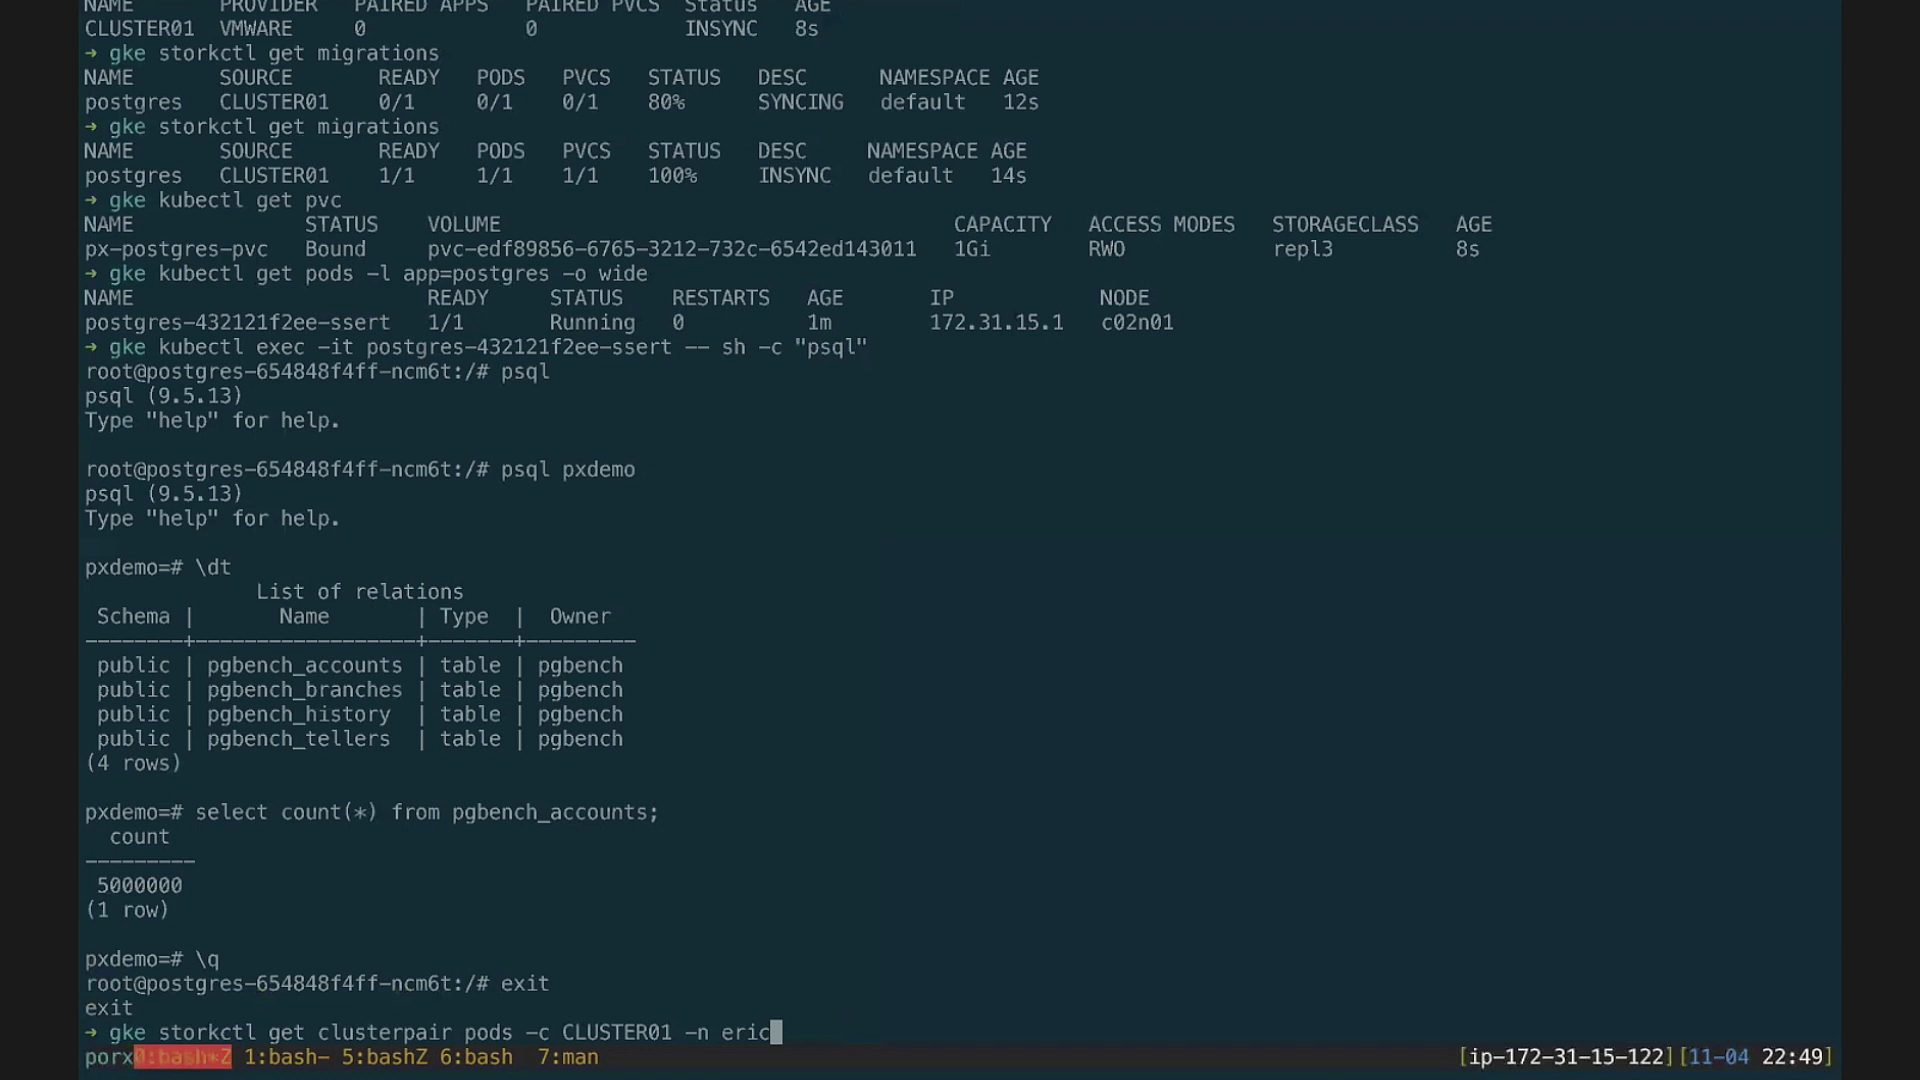 NAME PROVIDER PAIRED APPS PAIRED PVCS Status AGE
CLUSTER01 VMWARE 0 0 INSYNC 8s
→ gke storkctl get migrations
NAME SOURCE READY PODS PVCS STATUS DESC NAMESPACE AGE
postgres CLUSTER01 0/1 0/1 0/1 80% SYNCING default 12s
→ gke storkctl get migrations
NAME SOURCE READY PODS PVCS STATUS DESC NAMESPACE AGE
postgres CLUSTER01 1/1 1/1 1/1 100% INSYNC default 14s
→ gke kubectl get pvc
NAME STATUS VOLUME CAPACITY ACCESS MODES STORAGECLASS AGE
px-postgres-pvc Bound pvc-edf89856-6765-3212-732c-6542ed143011 1Gi RWO repl3 8s
→ gke kubectl get pods -l app=postgres -o wide
NAME READY STATUS RESTARTS AGE IP NODE
postgres-432121f2ee-ssert 1/1 Running 0 1m 172.31.15.1 c02n01
→ gke kubectl exec -it postgres-432121f2ee-ssert -- sh -c "psql"
root@postgres-654848f4ff-ncm6t:/# psql
psql (9.5.13)
Type "help" for help.
root@postgres-654848f4ff-ncm6t:/# psql pxdemo
psql (9.5.13)
Type "help" for help.
pxdemo=# \dt
List of relations
Schema | Name | Type | Owner
--------+------------------+-------+---------
public | pgbench_accounts | table | pgbench
public | pgbench_branches | table | pgbench
public | pgbench_history | table | pgbench
public | pgbench_tellers | table | pgbench
(4 rows)
pxdemo=# select count(*) from pgbench_accounts;
count
---------
5000000
(1 row)
pxdemo=# \q
root@postgres-654848f4ff-ncm6t:/# exit
exit
→ gke storkctl get clusterpair pods -c CLUSTER01 -n eric
porx0:bash*Z 1:bash- 5:bashZ 6:bash 7:man [ip-172-31-15-122][11-04 22:49]